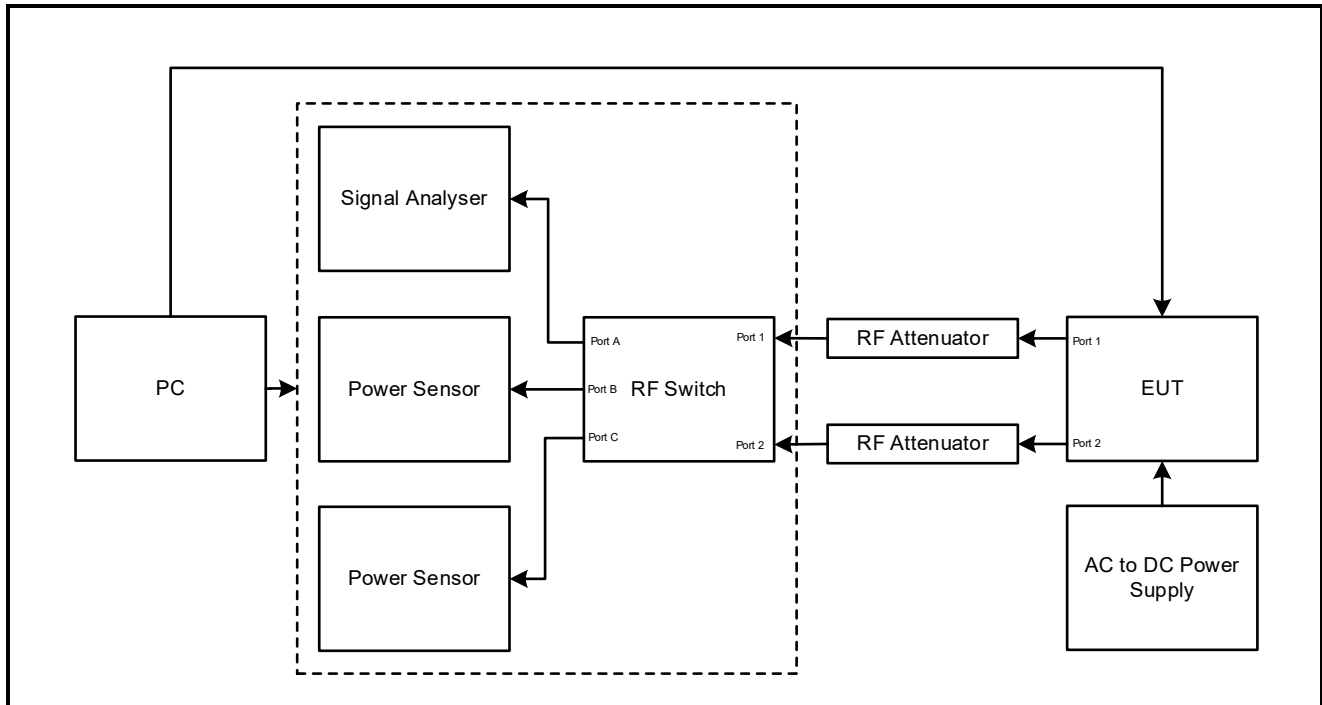 Signal Analyser
PC
Power Sensor
Port A
Port B
Port C
RF Switch
Port 1
Port 2
RF Attenuator
RF Attenuator
Port 1
Port 2
EUT
Power Sensor
AC to DC Power
Supply